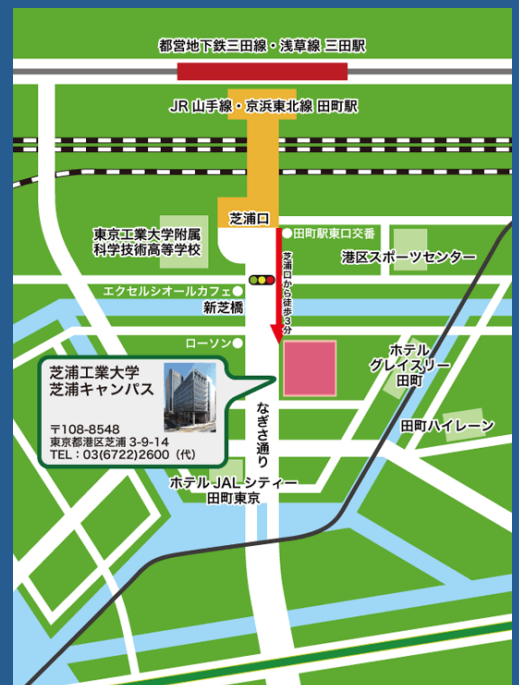 都営地下鉄三田線・浅草線 三田駅
JR 山手線・京浜東北線 田町駅
芝浦口
東京工業大学附属
科学技術高等学校
田町駅東口交番
港区スポーツセンター
芝浦口から徒歩3分
エクセルシオールカフェ
新芝橋
ローソン
ホテル
グレイスリー
田町
芝浦工業大学
芝浦キャンパス
〒108-8548
東京都港区芝浦 3-9-14
TEL：03(6722)2600（代）
なぎさ通り
田町ハイレーン
ホテル JAL シティー
田町東京